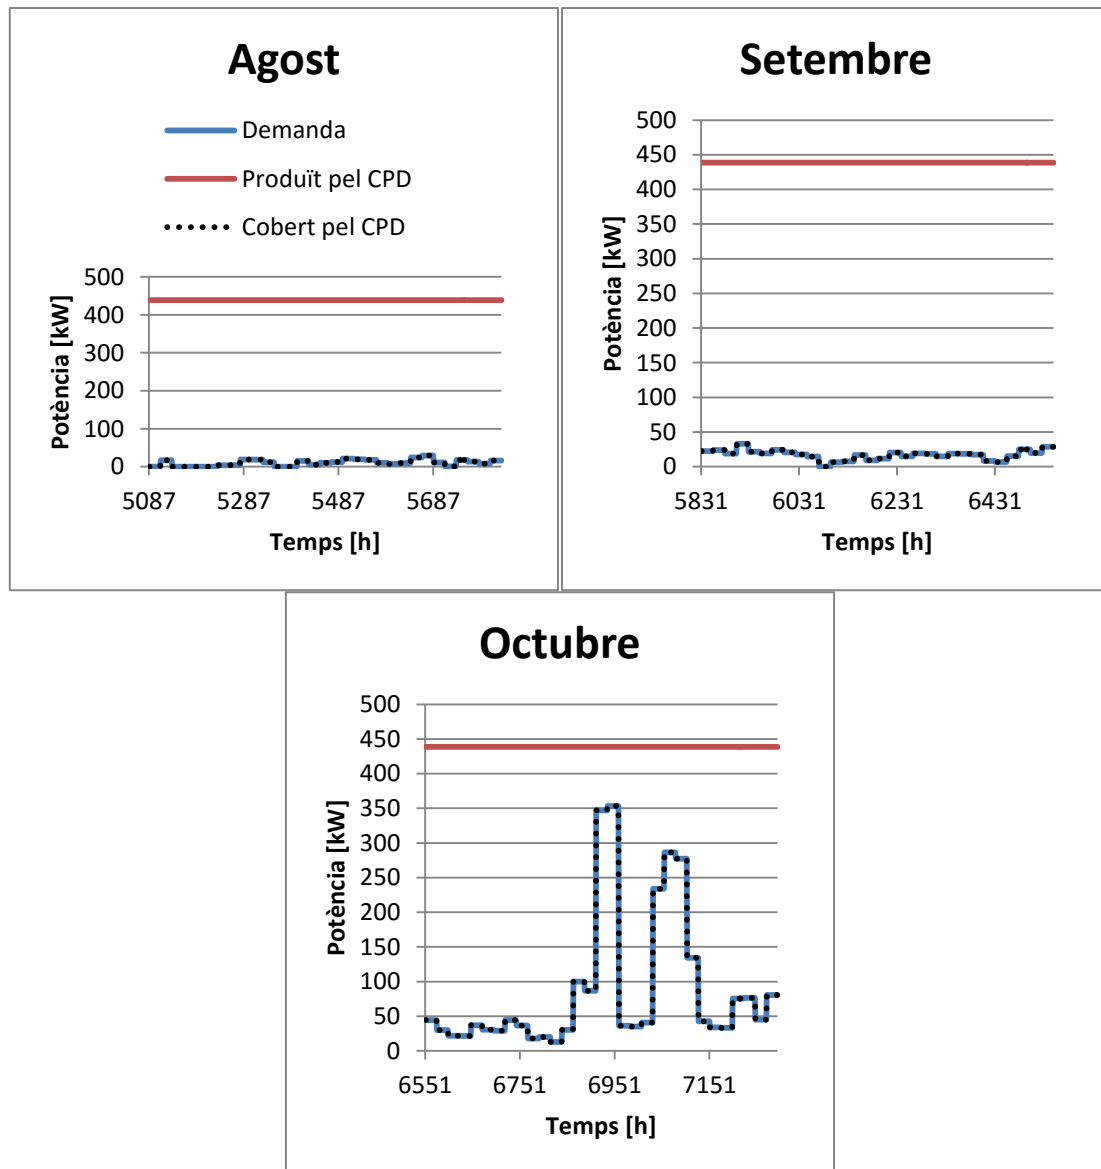 Agost
Demanda
Produït pel CPD
Cobert pel CPD
500
400
300
200
100
0
Potència [kW]
5087 5287 5487 5687
Temps [h]
Setembre
500
450
400
350
300
250
200
150
100
50
0
Potència [kW]
5831 6031 6231 6431
Temps [h]
Octubre
500
450
400
350
300
250
200
150
100
50
0
Potència [kW]
6551 6751 6951 7151
Temps [h]